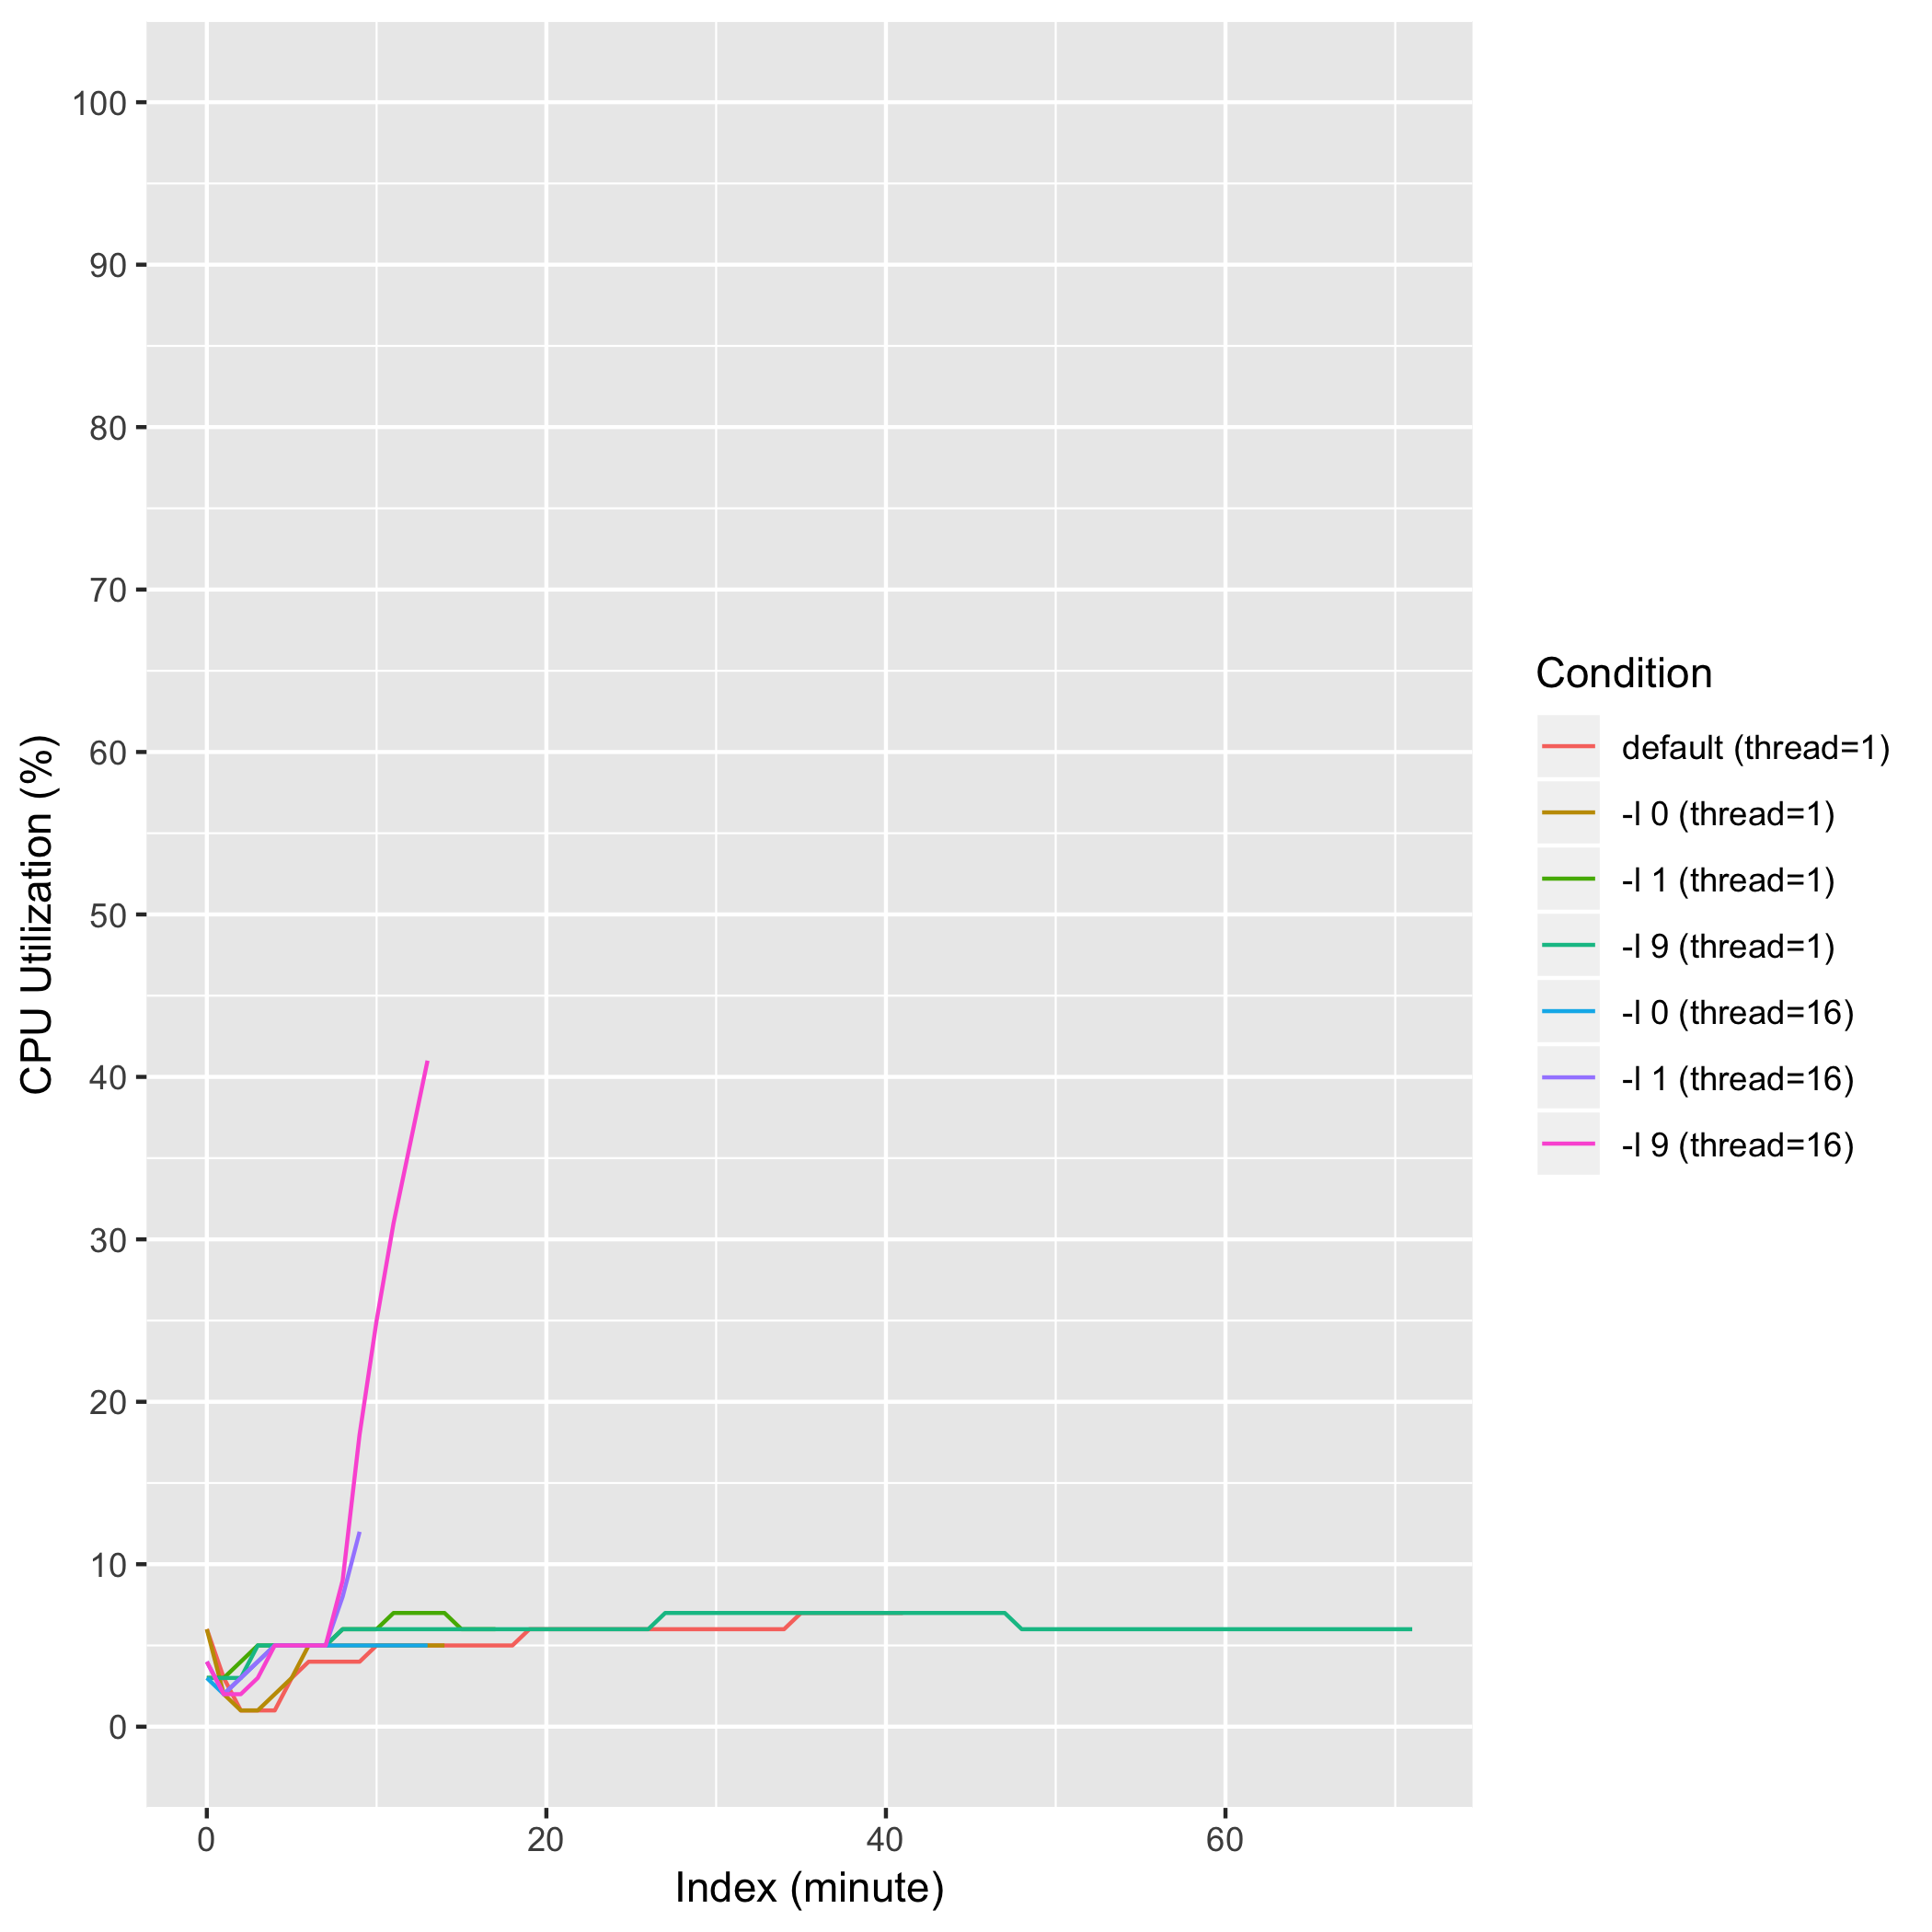 100
90
80
70
60
50
40
30
20
10
0
CPU Utilization (%)
0 20 40 60
Index (minute)
Condition
default (thread=1)
-l 0 (thread=1)
-l 1 (thread=1)
-l 9 (thread=1)
-l 0 (thread=16)
-l 1 (thread=16)
-l 9 (thread=16)